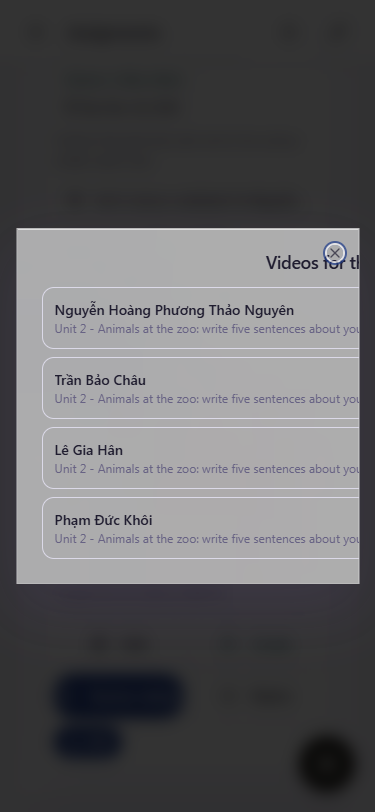 Videos for th
Nguyễn Hoàng Phương Thảo Nguyên
Unit 2 - Animals at the zoo: write five sentences about you
Trần Bảo Châu
Unit 2 - Animals at the zoo: write five sentences about you
Lê Gia Hân
Unit 2 - Animals at the zoo: write five sentences about you
Phạm Đức Khôi
Unit 2 - Animals at the zoo: write five sentences about you